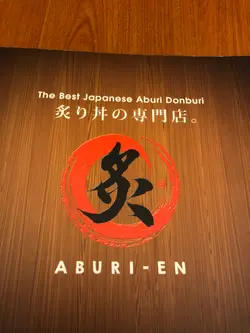 The Best Japanese Aburi Donburi
炙り丼の専門店。
炙
ABURI-EN